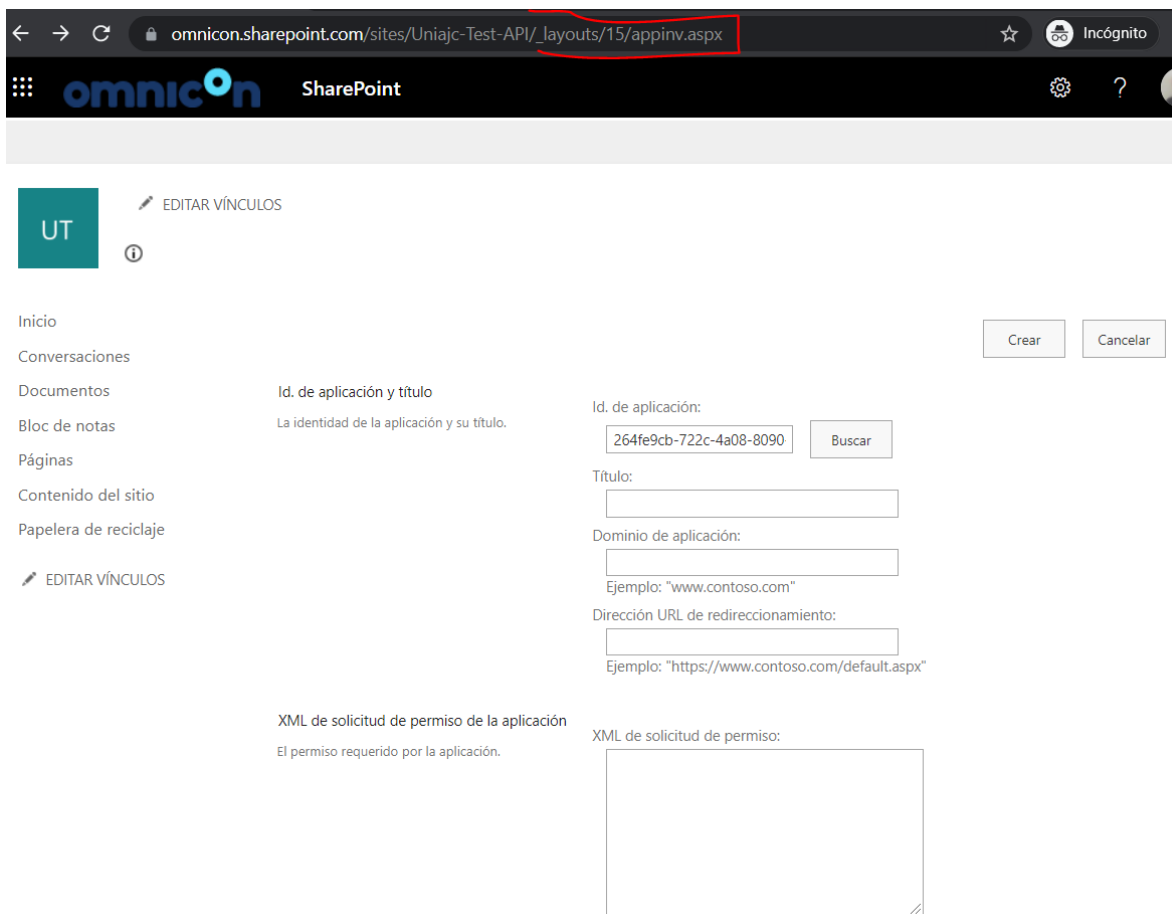 omnicon.sharepoint.com/sites/Uniajc-Test-API/_layouts/15/appinv.aspx
Incógnito
omnicon
SharePoint
?
EDITAR VÍNCULOS
UT
Inicio
Conversaciones
Documentos
Bloc de notas
Páginas
Contenido del sitio
Papelera de reciclaje
EDITAR VÍNCULOS
Crear
Cancelar
Id. de aplicación y título
La identidad de la aplicación y su título.
Id. de aplicación:
264fe9cb-722c-4a08-8090-
Buscar
Título:
Dominio de aplicación:
Ejemplo: "www.contoso.com"
Dirección URL de redireccionamiento:
Ejemplo: "https://www.contoso.com/default.aspx"
XML de solicitud de permiso de la aplicación
El permiso requerido por la aplicación.
XML de solicitud de permiso: